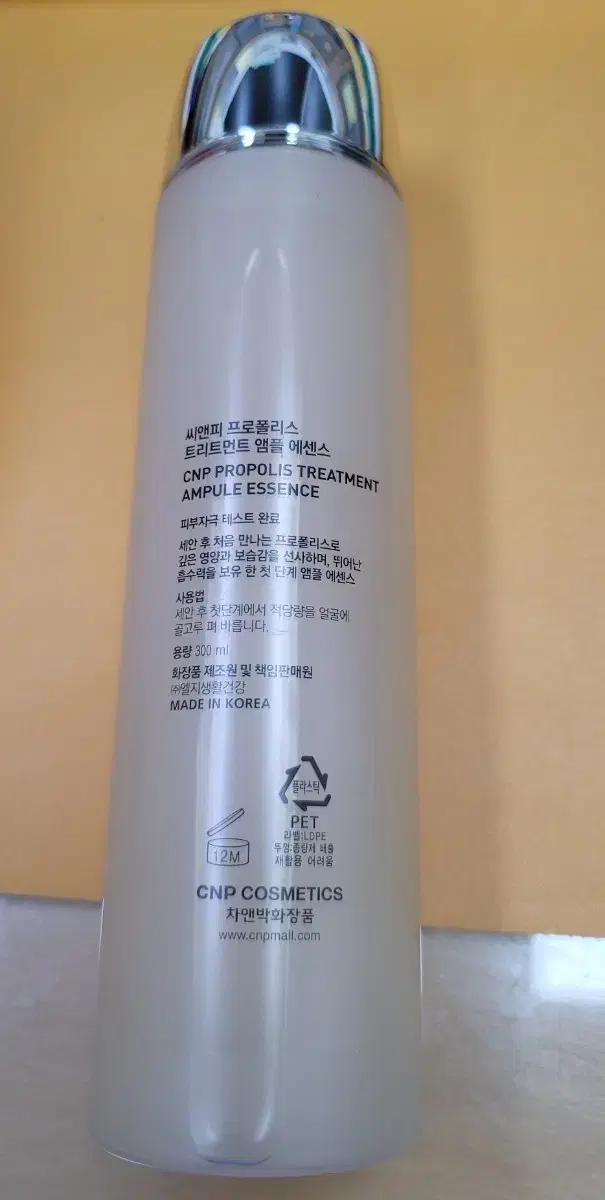 씨앤피 프로폴리스
트리트먼트 앰플 에센스
CNP PROPOLIS TREATMENT
AMPULE ESSENCE
피부자극 테스트 완료
세안 후 처음 만나는 프로폴리스로
깊은 영양과 보습감을 선사하며, 뛰어난
흡수력을 보유 한 첫 단계 앰플 에센스
사용법
세안 후 첫단계에서 적당량을 얼굴에
골고루 펴 바릅니다.
용량 300 ml
화장품 제조원 및 책임판매원
㈜엘지생활건강
MADE IN KOREA
플라스틱
PET
라벨:LDPE
뚜껑:종량제 배출
재활용 어려움
12M
CNP COSMETICS
차앤박화장품
www.cnpmall.com